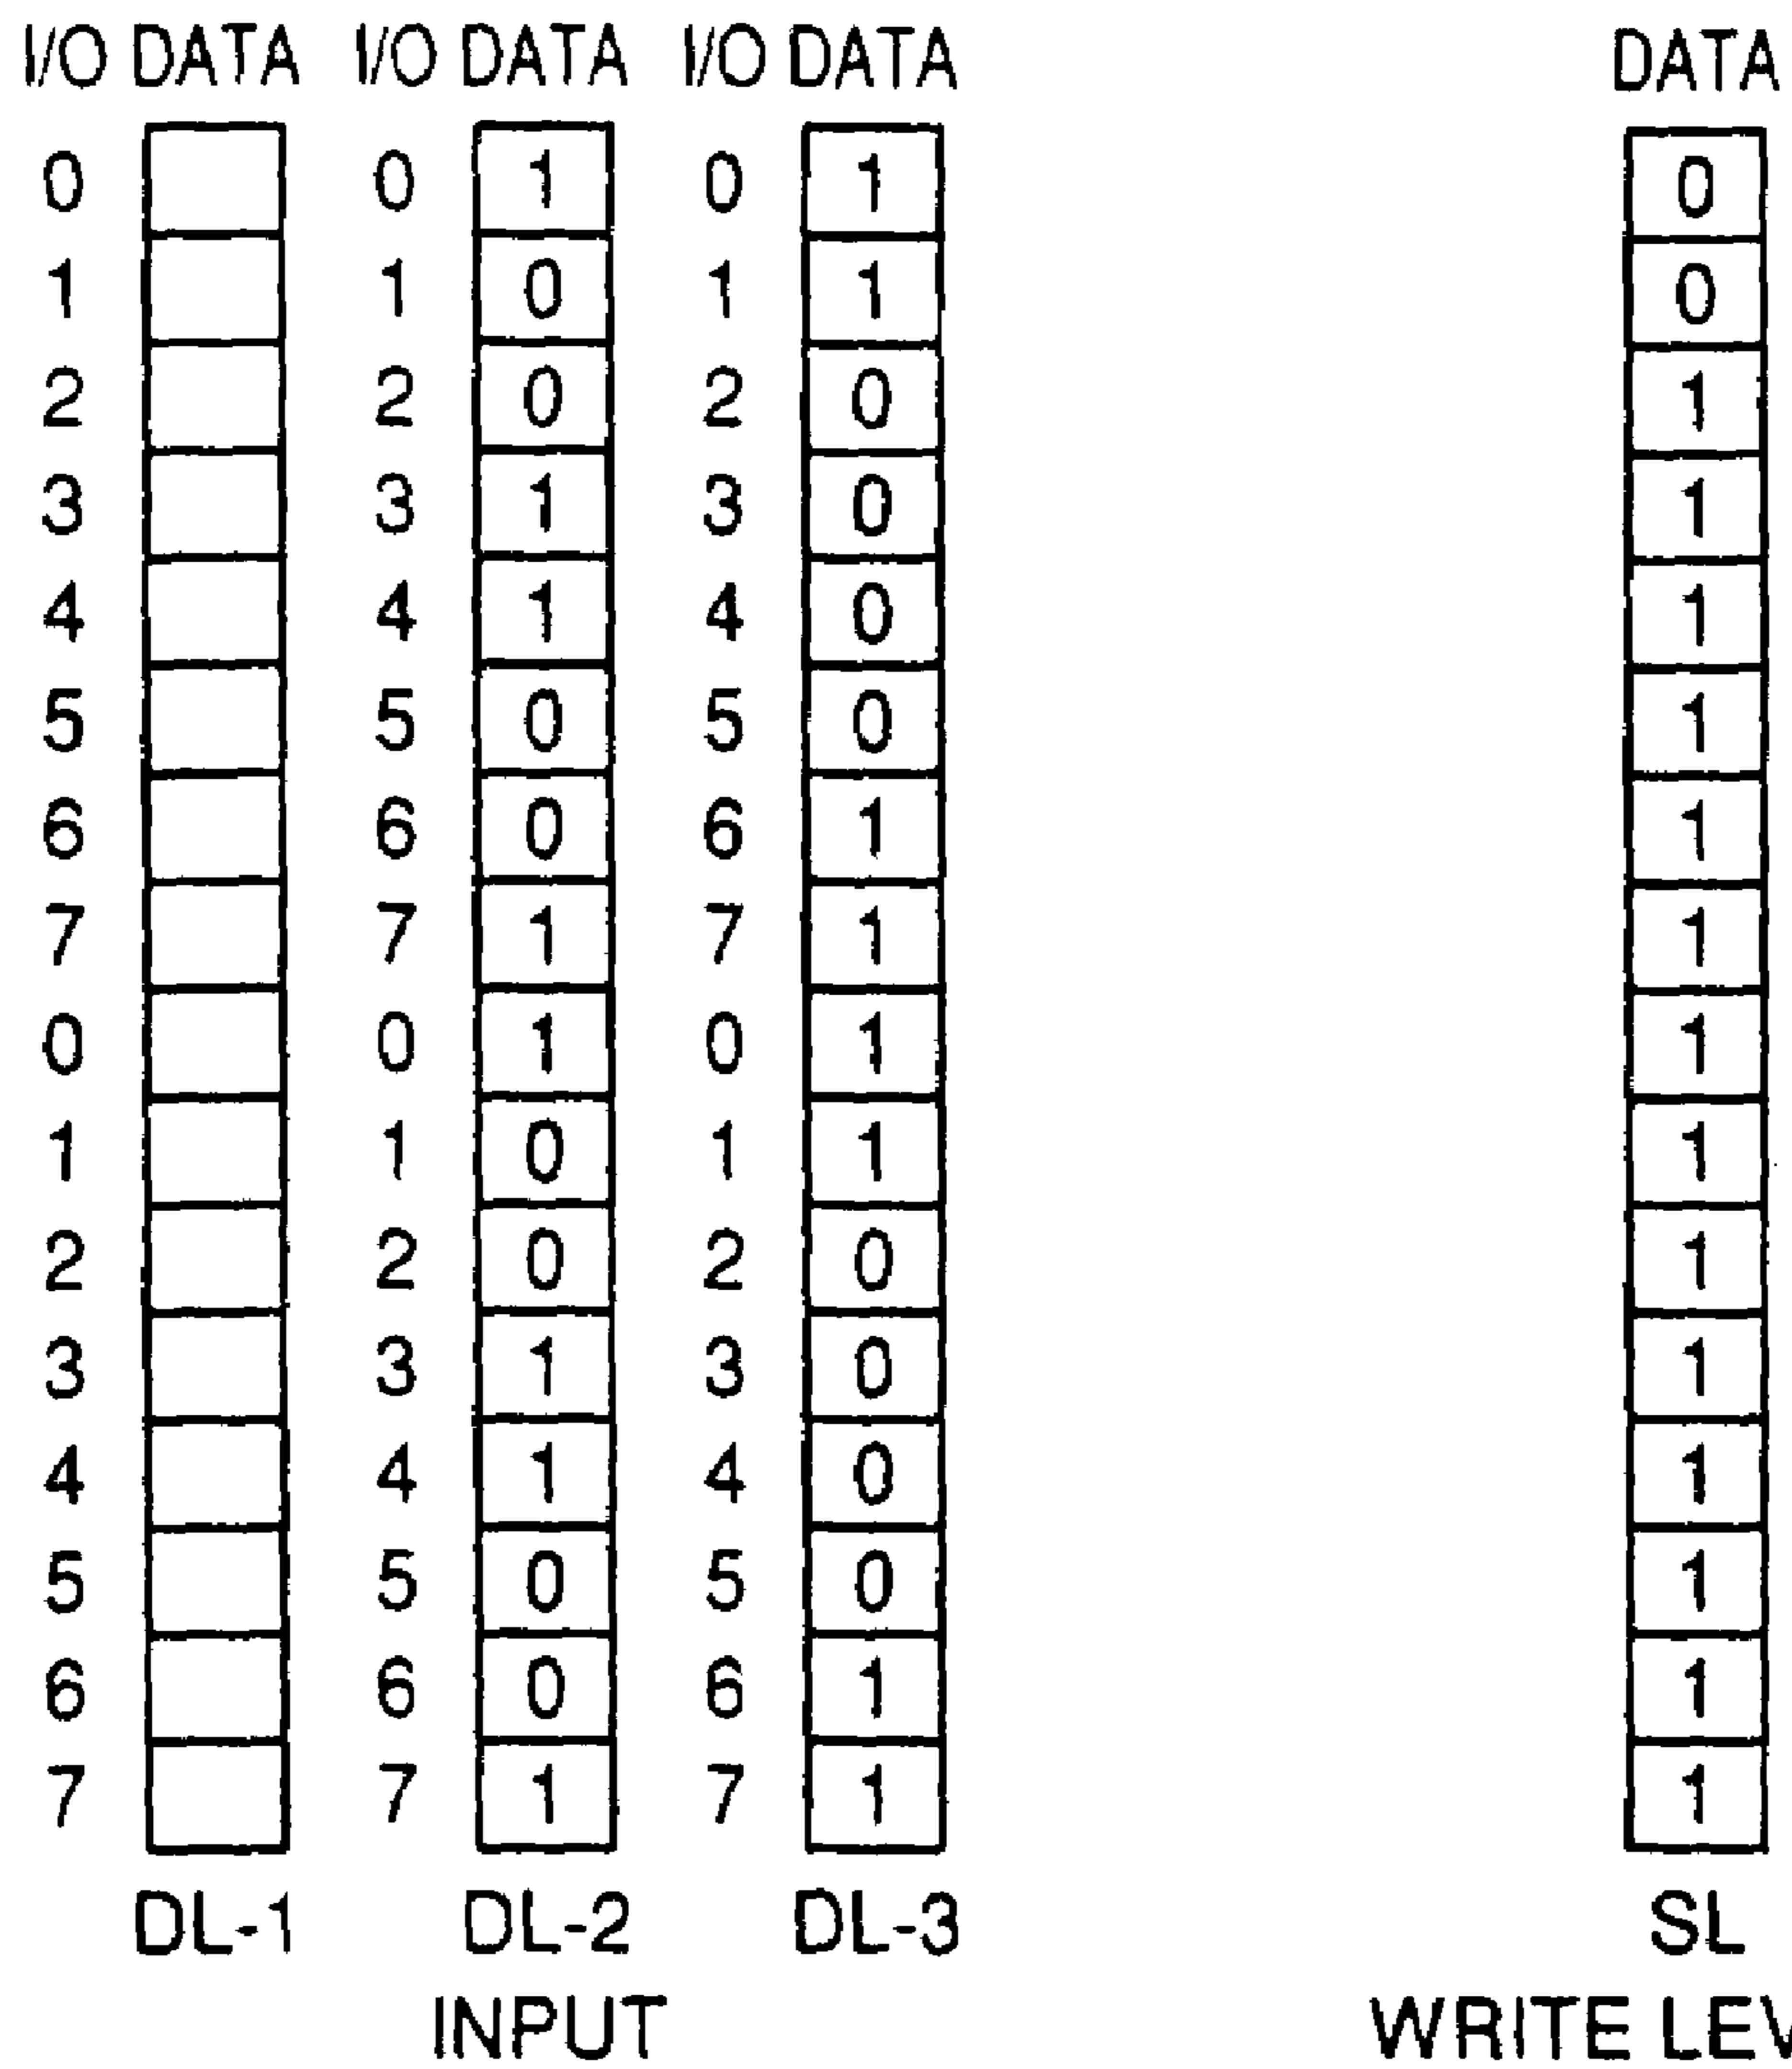 I/O DATA I/O DATA I/O DATA DATA
0 0 1 0 1 0
1 1 0 1 1 0
2 2 0 2 0 1
3 3 1 3 0 1
4 4 1 4 0 1
5 5 0 5 0 1
6 6 0 6 1 1
7 7 1 7 1 1
0 0 1 0 1 1
1 1 0 1 1 1
2 2 0 2 0 1
3 3 1 3 0 1
4 4 1 4 0 1
5 5 0 5 0 1
6 6 0 6 1 1
7 7 1 7 1 1
DL-1 DL-2 DL-3 SL
INPUT WRITE LEV